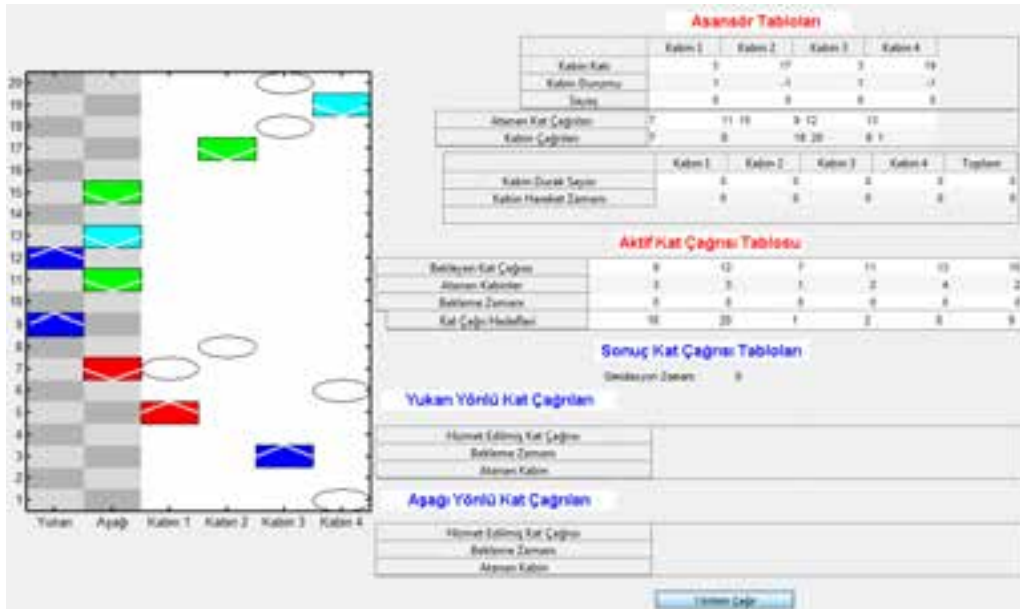 Asansör Tabloları
Kabin 1 Kabin 2 Kabin 3 Kabin 4
Kabin Katı 17 3 19
Kabin Durumu 1 -1 1 -1
Sayaç 0 0 0 0
Atanan Kat Çağrıları 7 11 15 9 12 13
Kabin Çağrıları 7 8 18 20 6 1
Kabin 1 Kabin 2 Kabin 3 Kabin 4 Toplam
Kabin Durak Sayısı 0 0 0 0 0
Kabin Hareket Zamanı 0 0 0 0 0
Aktif Kat Çağrısı Tablosu
Bekleyen Kat Çağrısı 9 12 7 11 13 15
Atanan Kabinler 3 3 1 2 4 2
Bekleme Zamanı 0 0 0 0 0 0
Kat Çağrı Hedefleri 20 1 2
Sonuç Kat Çağrısı Tabloları
Simülasyon Zamanı 0
Yukarı Yönlü Kat Çağrıları
Hizmet Edilmiş Kat Çağrısı
Bekleme Zamanı
Atanan Kabin
Aşağı Yönlü Kat Çağrıları
Hizmet Edilmiş Kat Çağrısı
Bekleme Zamanı
Atanan Kabin
20
19
18
17
16
15
14
13
12
11
10
9
8
7
6
5
4
3
2
1
Yukarı Aşağı Kabin 1 Kabin 2 Kabin 3 Kabin 4